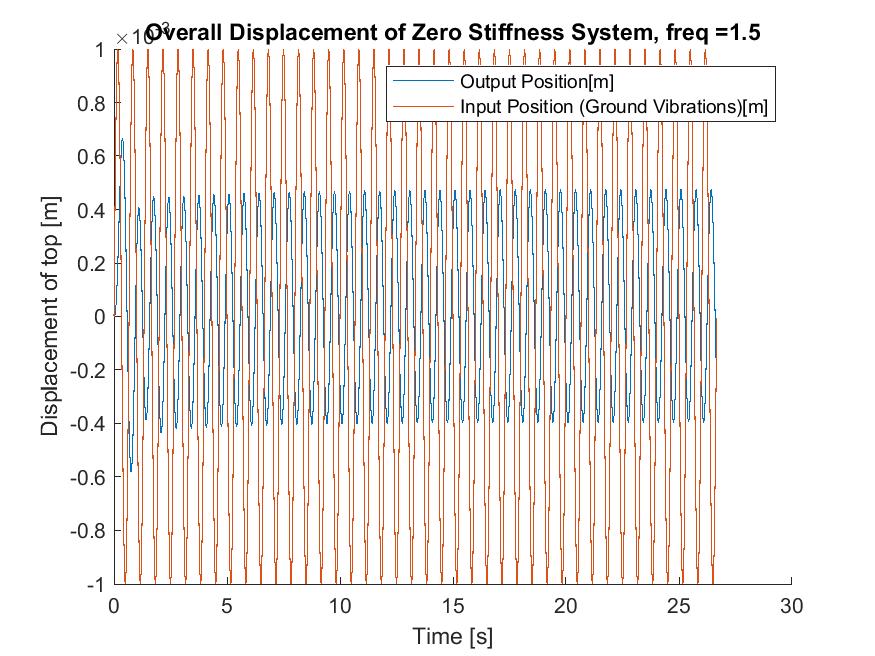 Overall Displacement of Zero Stiffness System, freq =1.5
×10-3
Output Position[m]
Input Position (Ground Vibrations)[m]
Displacement of top [m]
1
0.8
0.6
0.4
0.2
0
-0.2
-0.4
-0.6
-0.8
-1
0 5 10 15 20 25 30
Time [s]